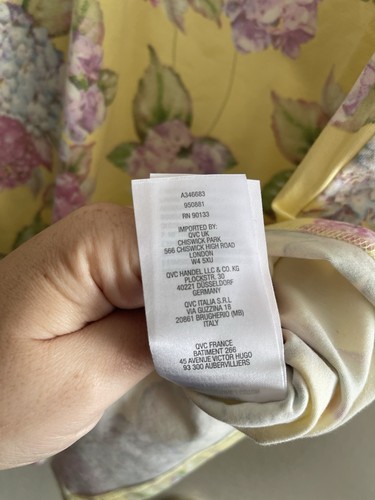 A346683
950881
RN 90133
IMPORTED BY:
QVC UK
CHISWICK PARK
566 CHISWICK HIGH ROAD
LONDON
W4 5XU
QVC HANDEL LLC & CO. KG
PLOCKSTR. 30
40221 DÜSSELDORF
GERMANY
QVC ITALIA S.R.L
VIA GUZZINA 18
20861 BRUGHERIO (MB)
ITALY
QVC FRANCE
BATIMENT 266
45 AVENUE VICTOR HUGO
93 300 AUBERVILLIERS